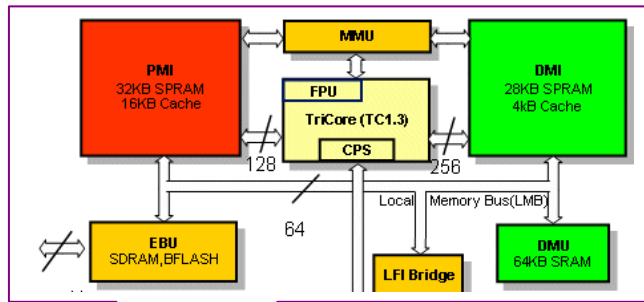 MMU
PMI
32KB SPRAM
16KB Cache
DMI
28KB SPRAM
4kB Cache
FPU
TriCore (TC1.3)
CPS
128
256
64
Local Memory Bus(LMB)
EBU
SDRAM,BFLASH
LFI Bridge
DMU
64KB SRAM